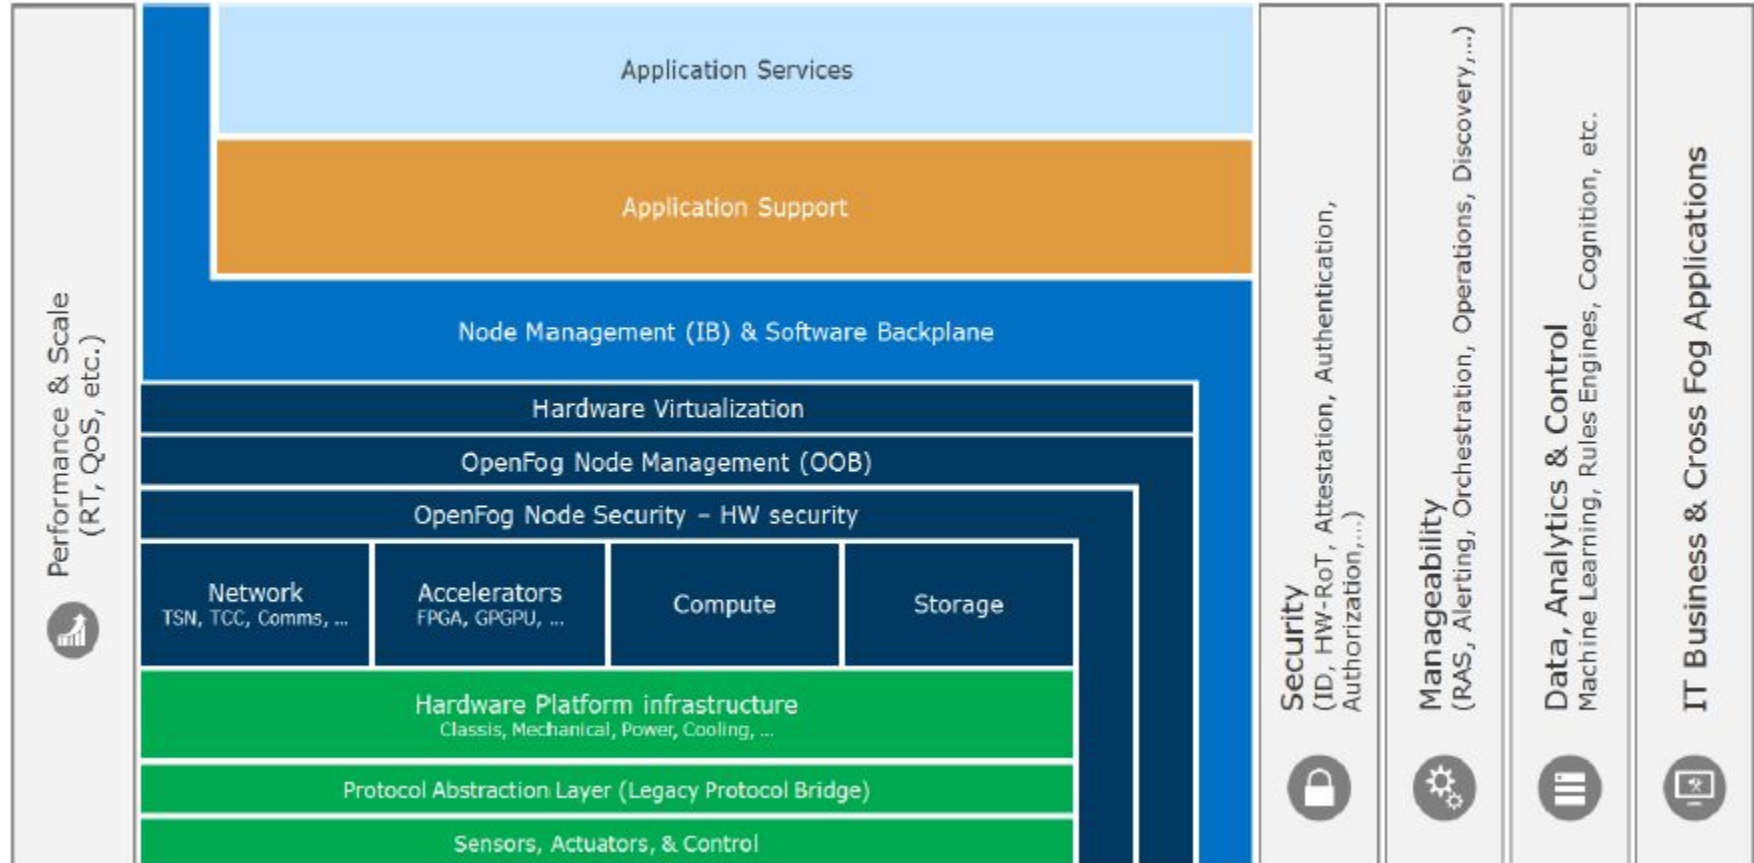 Performance & Scale
(RT, QoS, etc.)
Application Services
Application Support
Node Management (IB) & Software Backplane
Hardware Virtualization
OpenFog Node Management (OOB)
OpenFog Node Security – HW security
Network
TSN, TCC, Comms, ...
Accelerators
FPGA, GPGPU, ...
Compute
Storage
Hardware Platform infrastructure
Classis, Mechanical, Power, Cooling, ...
Protocol Abstraction Layer (Legacy Protocol Bridge)
Sensors, Actuators, & Control
Security
(ID, HW-RoT, Attestation, Authentication,
Authorization,...)
Manageability
(RAS, Alerting, Orchestration, Operations, Discovery,...)
Data, Analytics & Control
Machine Learning, Rules Engines, Cognition, etc.
IT Business & Cross Fog Applications